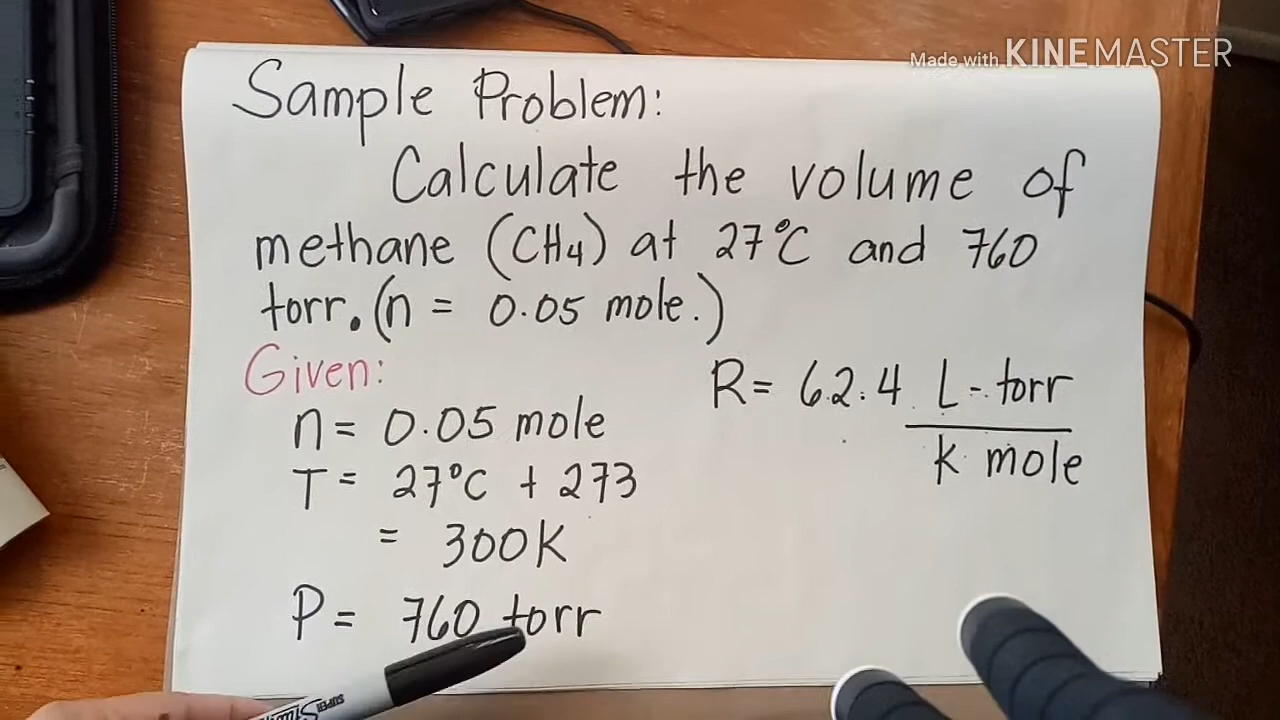 Made with KINEMASTER
Sample Problem:
Calculate the volume of
methane (CH4) at 27°C and 760
torr. (n = 0.05 mole.)
Given:
n = 0.05 mole
T = 27°C + 273
= 300K
P = 760 torr
R = 62.4 L-torr
K mole
SUPER